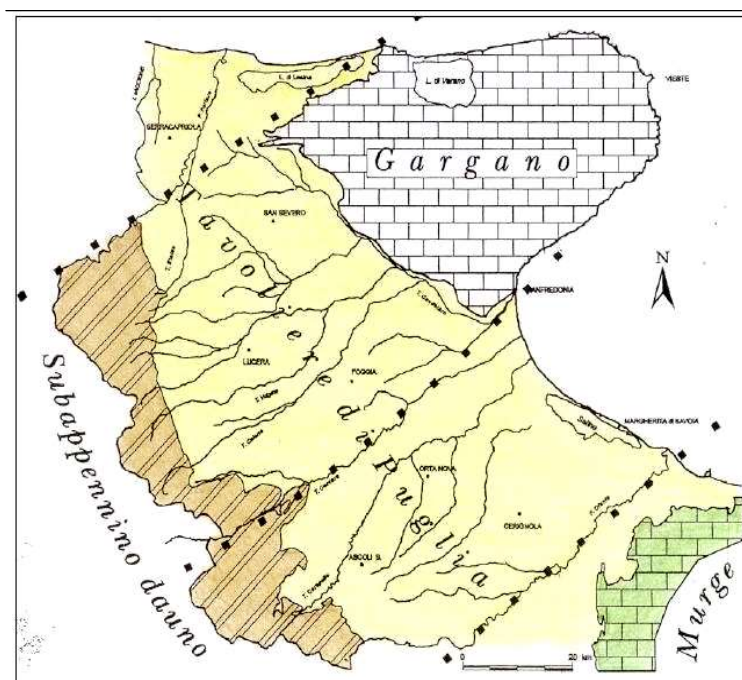 L. di Lesina
L. di Varano
VIESTE
SERRACAPRIOLA
Gargano
N
SAN SEVERO
Tavoliere di Puglia
MANFREDONIA
LUCERA
FOGGIA
Salina
MARGHERITA di SAVOIA
ORTA NOVA
CERIGNOLA
ASCOLI S.
Subappennino dauno
Murge
0 20 km